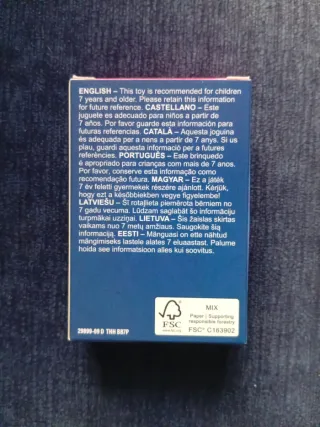 ENGLISH – This toy is recommended for children
7 years and older. Please retain this information
for future reference. CASTELLANO – Este
juguete es adecuado para niños a partir de
7 años. Por favor guarde esta información para
futuras referencias. CATALÀ – Aquesta joguina
és adequada per a nens a partir de 7 anys. Si us
plau, guardi aquesta informació per a futures
referències. PORTUGUÊS – Este brinquedo
é apropriado para crianças com mais de 7 anos.
Por favor, conserve esta informação como
recomendação futura. MAGYAR – Ez a játék
7 év feletti gyermekek részére ajánlott. Kérjük,
hogy ezt a későbbiekben vegye figyelembe!
LATVIEŠU – Šī rotaļlieta piemērota bērniem no
7 gadu vecuma. Lūdzam saglabāt šo informāciju
turpmākei uzziņai. LIETUVA – Šis žaislas skirtas
vaikams nuo 7 metų amžiaus. Saugokite šią
informaciją. EESTI – Mänguasi on ette nähtud
mängimiseks lastele alates 7 eluaastast. Palume
hoida see informatsioon alles kui soovitus.
FSC
MIX
Paper | Supporting
responsible forestry
FSC® C163902
29899-00 D THH BB7P